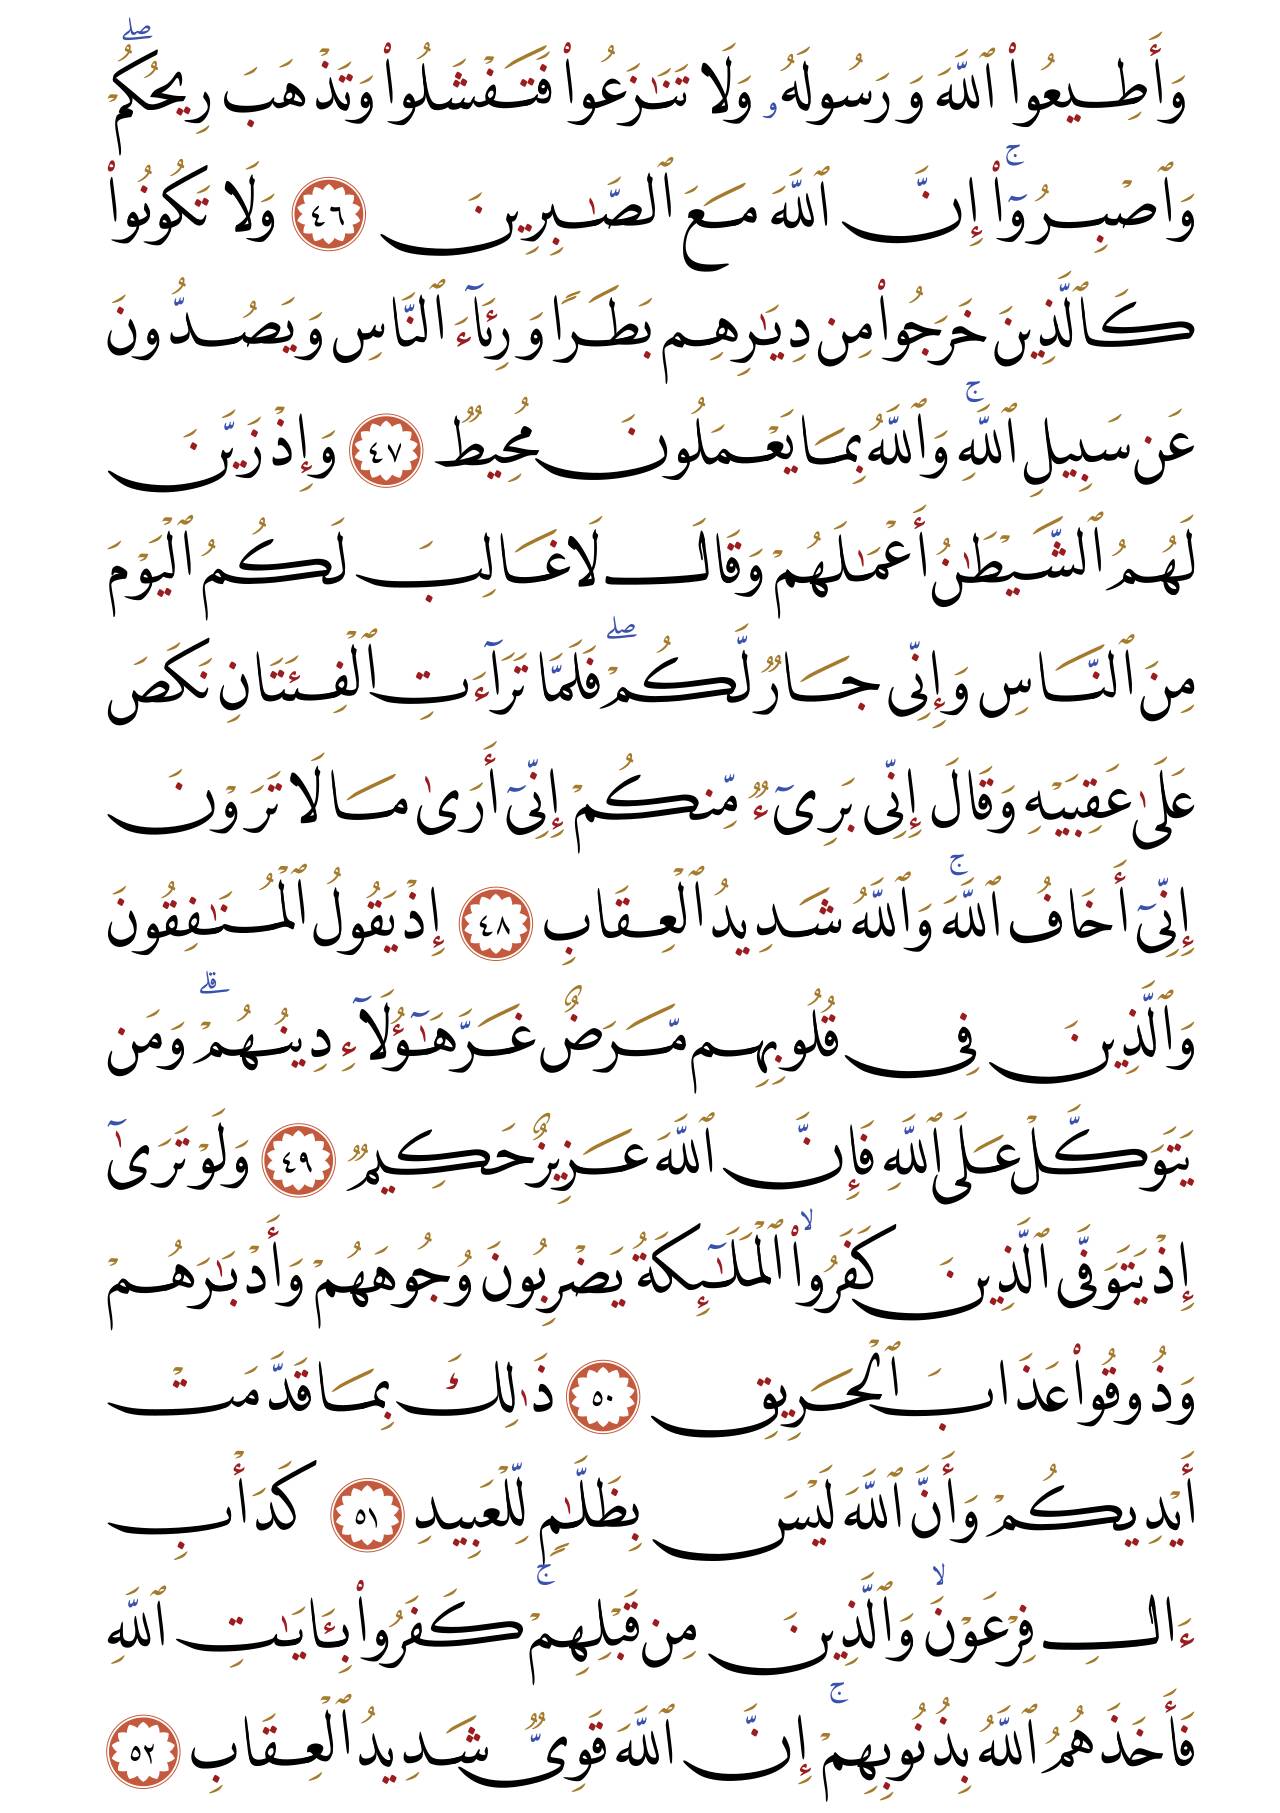 وَأَطِيعُوا۟ ٱللَّهَ وَرَسُولَهُۥ وَلَا تَنَـٰزَعُوا۟ فَتَفْشَلُوا۟ وَتَذْهَبَ رِيحُكُمْ ۖ
وَٱصْبِرُوٓا۟ ۚ إِنَّ ٱللَّهَ مَعَ ٱلصَّـٰبِرِينَ ٤٦ وَلَا تَكُونُوا۟
كَٱلَّذِينَ خَرَجُوا۟ مِن دِيَـٰرِهِم بَطَرًا وَرِئَآءَ ٱلنَّاسِ وَيَصُدُّونَ
عَن سَبِيلِ ٱللَّهِ ۚ وَٱللَّهُ بِمَا يَعْمَلُونَ مُحِيطٌ ٤٧ وَإِذْ زَيَّنَ
لَهُمُ ٱلشَّيْطَـٰنُ أَعْمَـٰلَهُمْ وَقَالَ لَا غَالِبَ لَكُمُ ٱلْيَوْمَ
مِنَ ٱلنَّاسِ وَإِنِّى جَارٌ لَّكُمْ ۖ فَلَمَّا تَرَآءَتِ ٱلْفِئَتَانِ نَكَصَ
عَلَىٰ عَقِبَيْهِ وَقَالَ إِنِّى بَرِىٓءٌ مِّنكُمْ إِنِّىٓ أَرَىٰ مَا لَا تَرَوْنَ
إِنِّىٓ أَخَافُ ٱللَّهَ ۚ وَٱللَّهُ شَدِيدُ ٱلْعِقَابِ ٤٨ إِذْ يَقُولُ ٱلْمُنَـٰفِقُونَ
وَٱلَّذِينَ فِى قُلُوبِهِم مَّرَضٌ غَرَّ هَـٰٓؤُلَآءِ دِينُهُمْ ۗ وَمَن
يَتَوَكَّلْ عَلَى ٱللَّهِ فَإِنَّ ٱللَّهَ عَزِيزٌ حَكِيمٌ ٤٩ وَلَوْ تَرَىٰٓ
إِذْ يَتَوَفَّى ٱلَّذِينَ كَفَرُوا۟ ۙ ٱلْمَلَـٰٓئِكَةُ يَضْرِبُونَ وُجُوهَهُمْ وَأَدْبَـٰرَهُمْ
وَذُوقُوا۟ عَذَابَ ٱلْحَرِيقِ ٥٠ ذَٰلِكَ بِمَا قَدَّمَتْ
أَيْدِيكُمْ وَأَنَّ ٱللَّهَ لَيْسَ بِظَلَّـٰمٍ لِّلْعَبِيدِ ٥١ كَدَأْبِ
ءَالِ فِرْعَوْنَ ۙ وَٱلَّذِينَ مِن قَبْلِهِمْ ۚ كَفَرُوا۟ بِـَٔايَـٰتِ ٱللَّهِ
فَأَخَذَهُمُ ٱللَّهُ بِذُنُوبِهِمْ ۚ إِنَّ ٱللَّهَ قَوِىٌّ شَدِيدُ ٱلْعِقَابِ ٥٢